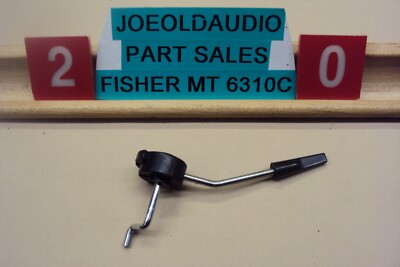 JOEOLDAUDIO
2 PART SALES 0
FISHER MT 6310C